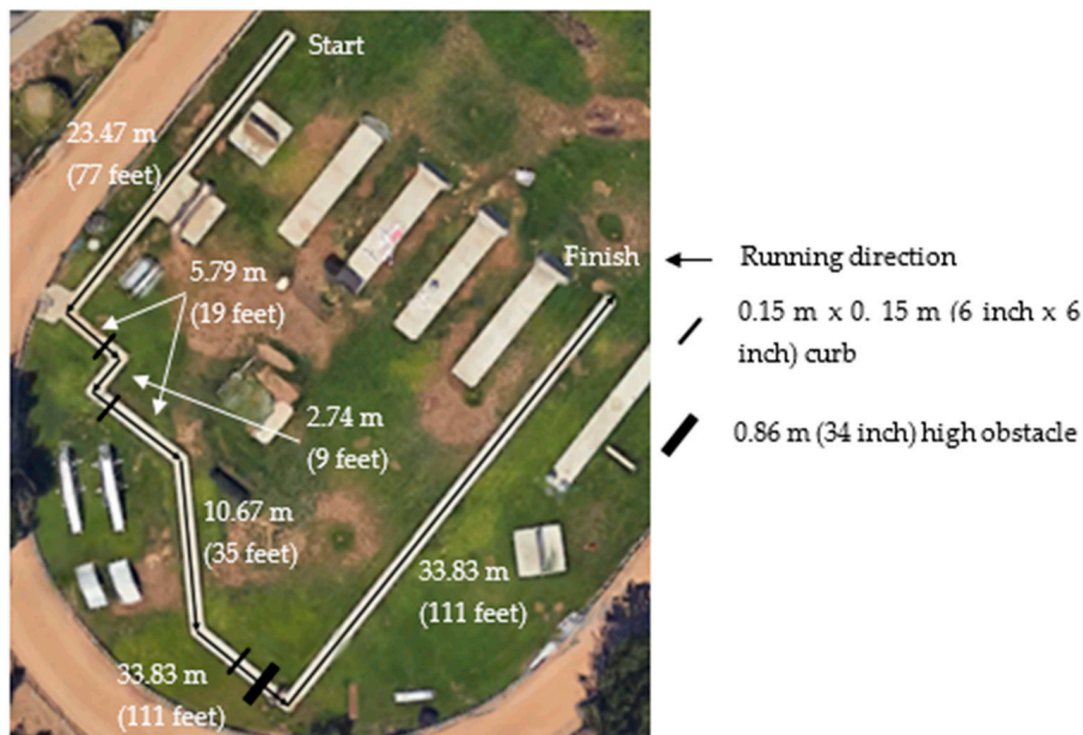 Start
23.47 m
(77 feet)
5.79 m
(19 feet)
Finish
2.74 m
(9 feet)
10.67 m
(35 feet)
33.83 m
(111 feet)
33.83 m
(111 feet)
Running direction
0.15 m x 0. 15 m (6 inch x 6
inch) curb
0.86 m (34 inch) high obstacle